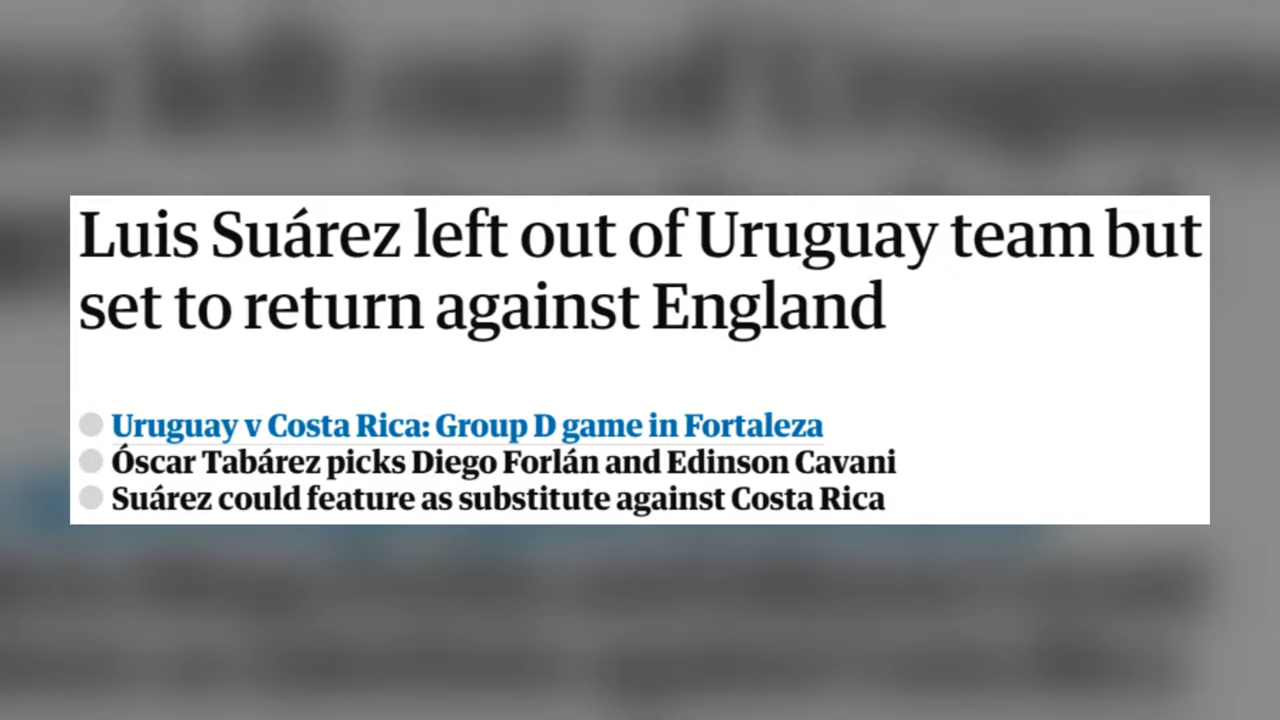 Luis Suárez left out of Uruguay team but
set to return against England
Uruguay v Costa Rica: Group D game in Fortaleza
Óscar Tabárez picks Diego Forlán and Edinson Cavani
Suárez could feature as substitute against Costa Rica